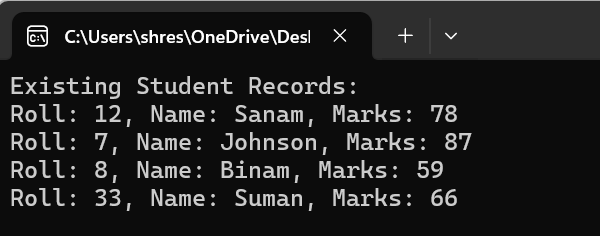 C:\Users\shres\OneDrive\Desl
Existing Student Records:
Roll: 12, Name: Sanam, Marks: 78
Roll: 7, Name: Johnson, Marks: 87
Roll: 8, Name: Binam, Marks: 59
Roll: 33, Name: Suman, Marks: 66